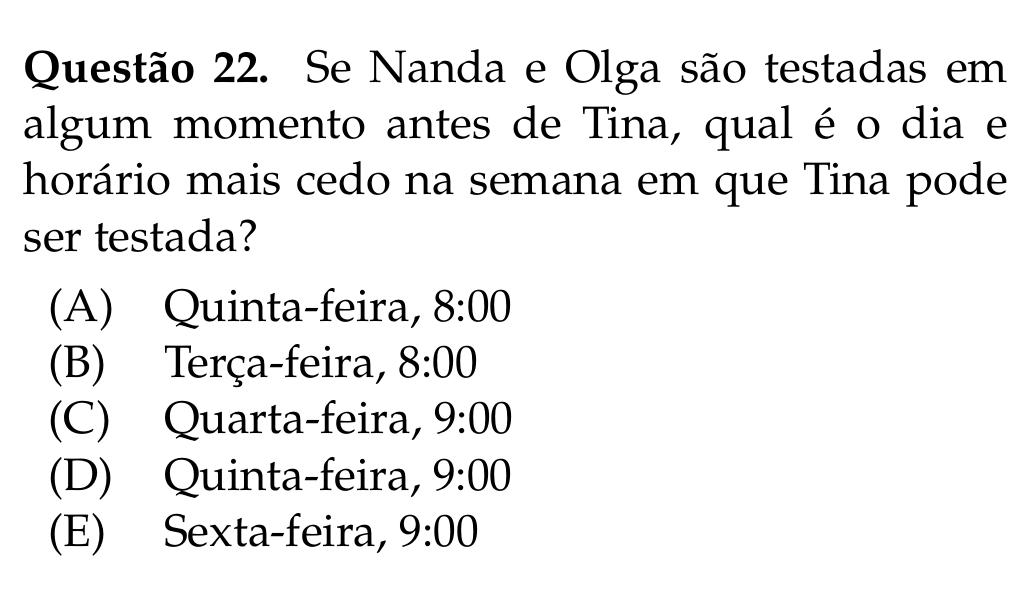 Questão 22. Se Nanda e Olga são testadas em
algum momento antes de Tina, qual é o dia e
horário mais cedo na semana em que Tina pode
ser testada?
(A) Quinta-feira, 8:00
(B) Terça-feira, 8:00
(C) Quarta-feira, 9:00
(D) Quinta-feira, 9:00
(E) Sexta-feira, 9:00